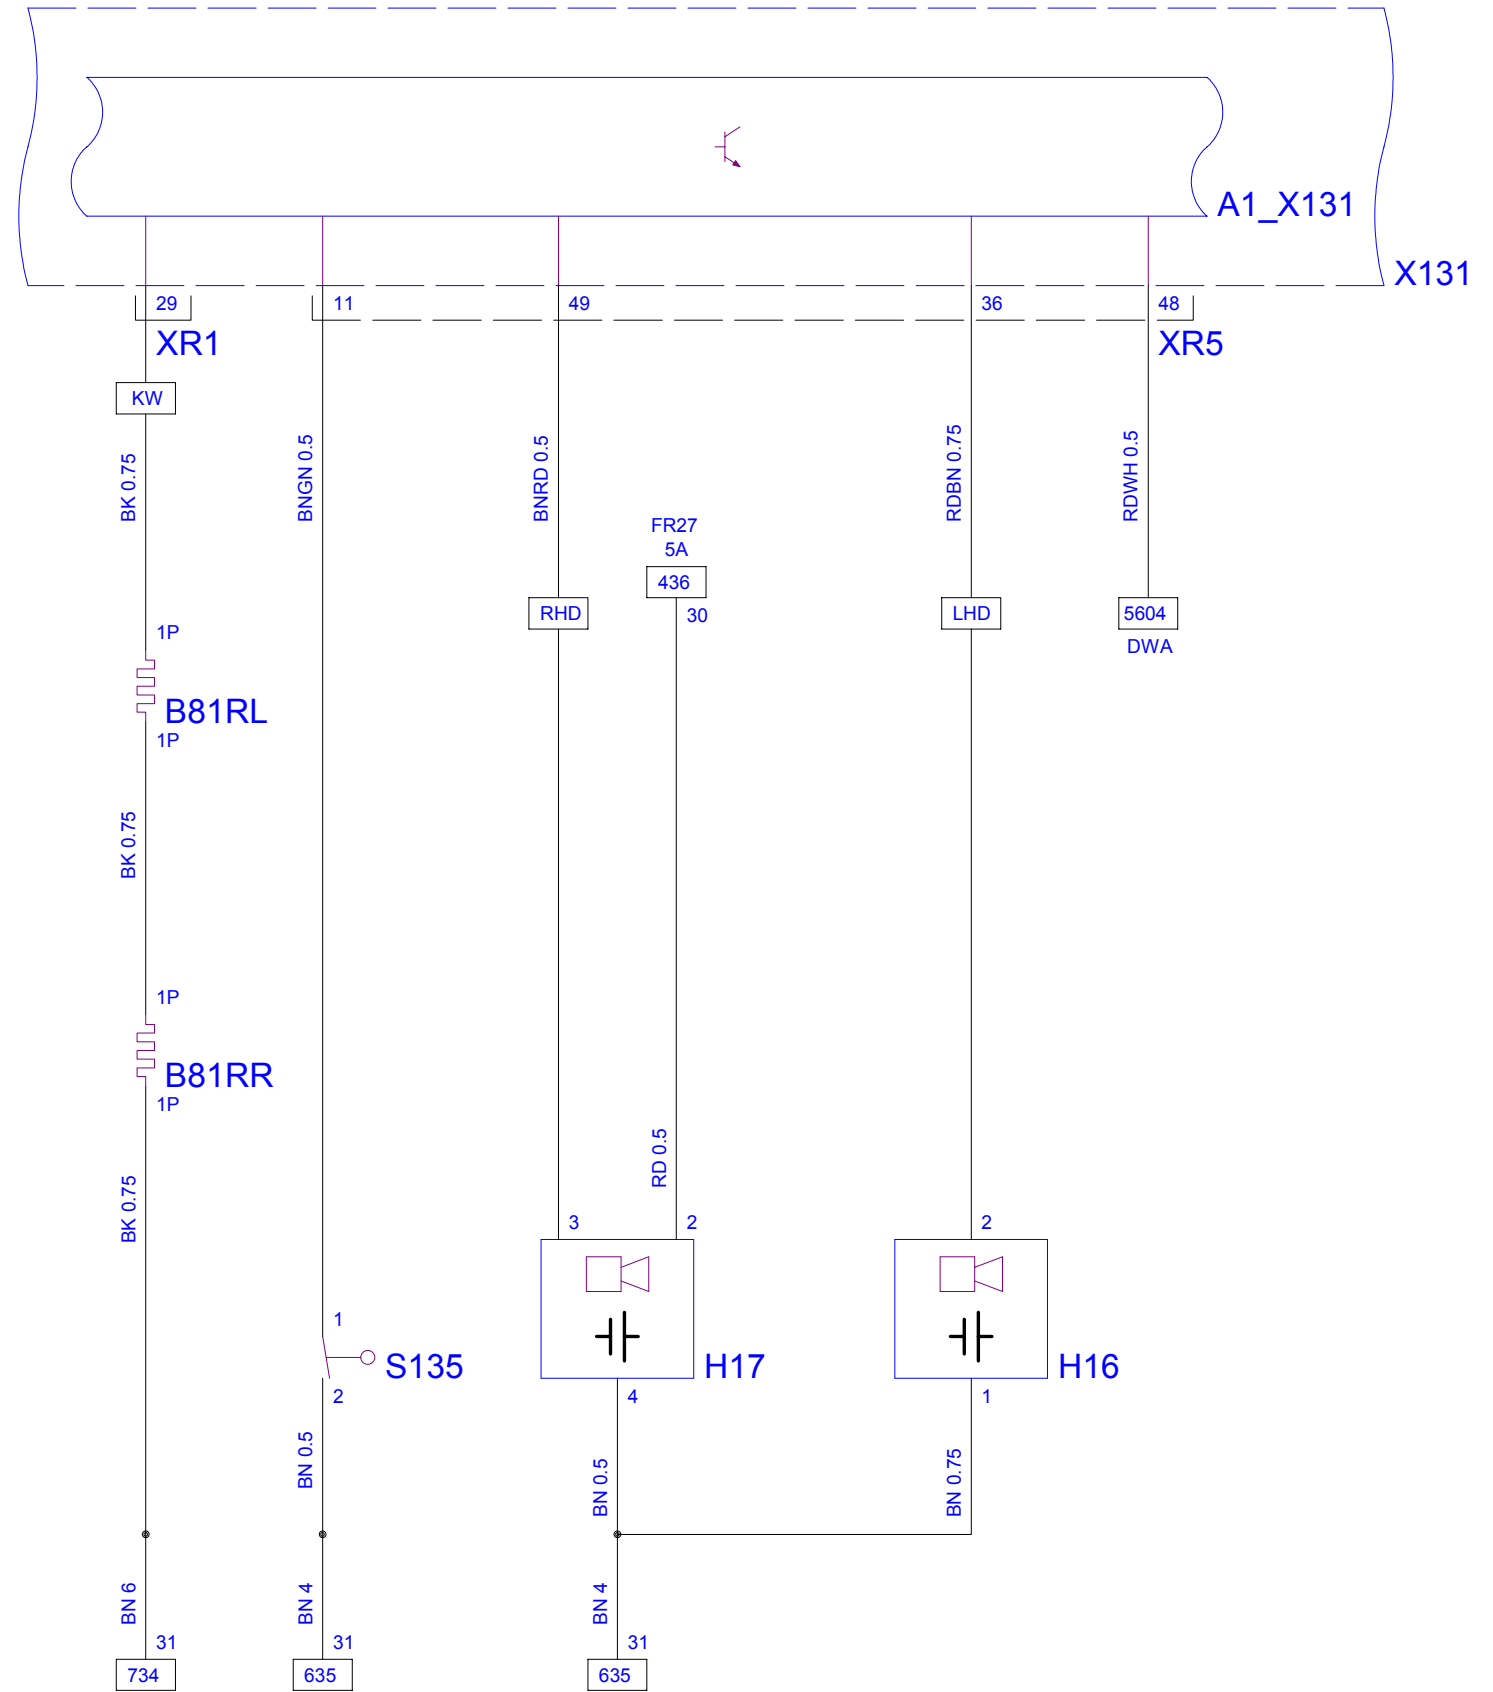 A1_X131
X131
29
11
49
36
48
XR1
XR5
KW
BK 0.75
BNGN 0.5
BNRD 0.5
RDBN 0.75
RDWH 0.5
FR27
5A
436
30
RHD
LHD
5604
DWA
1P
B81RL
1P
BK 0.75
1P
B81RR
1P
BK 0.75
RD 0.5
3
2
2
1
S135
H17
H16
2
4
1
BN 0.5
BN 0.5
BN 0.75
BN 6
BN 4
BN 4
31
31
31
734
635
635